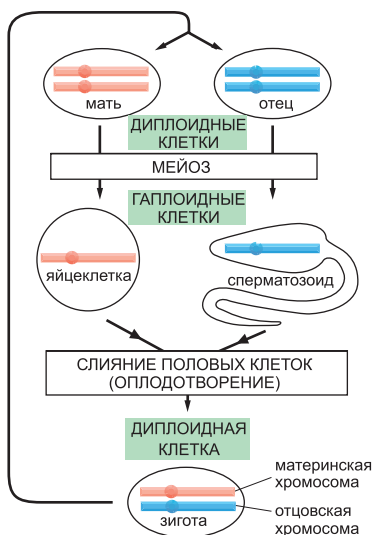 мать
отец
ДИПЛОИДНЫЕ
КЛЕТКИ
МЕЙОЗ
ГАПЛОИДНЫЕ
КЛЕТКИ
яйцеклетка
сперматозоид
СЛИЯНИЕ ПОЛОВЫХ КЛЕТОК
(ОПЛОДОТВОРЕНИЕ)
ДИПЛОИДНАЯ
КЛЕТКА
материнская
хромосома
зигота
отцовская
хромосома